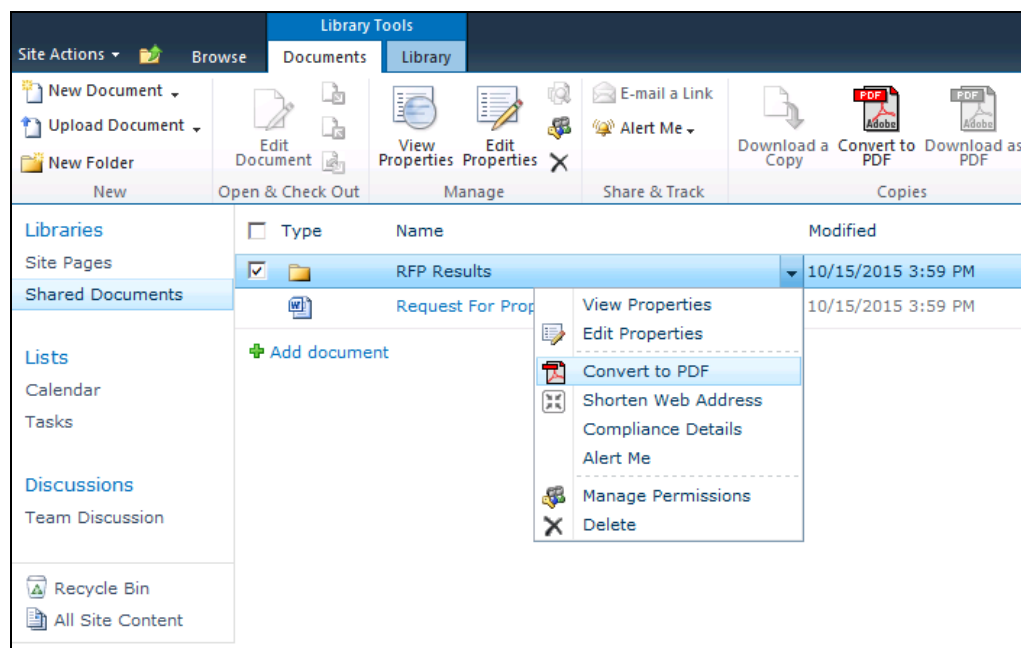 Library Tools
Site Actions
Browse
Documents
Library
New Document
Upload Document
New Folder
New
Edit
Document
Open & Check Out
View
Properties
Edit
Properties
Manage
E-mail a Link
Alert Me
Share & Track
Download a
Copy
PDF
Adobe
Convert to
PDF
PDF
Adobe
Download as
PDF
Copies
Libraries
Site Pages
Shared Documents
Lists
Calendar
Tasks
Discussions
Team Discussion
Recycle Bin
All Site Content
Type Name Modified
RFP Results 10/15/2015 3:59 PM
Request For Prop 10/15/2015 3:59 PM
Add document
View Properties
Edit Properties
Convert to PDF
Shorten Web Address
Compliance Details
Alert Me
Manage Permissions
Delete